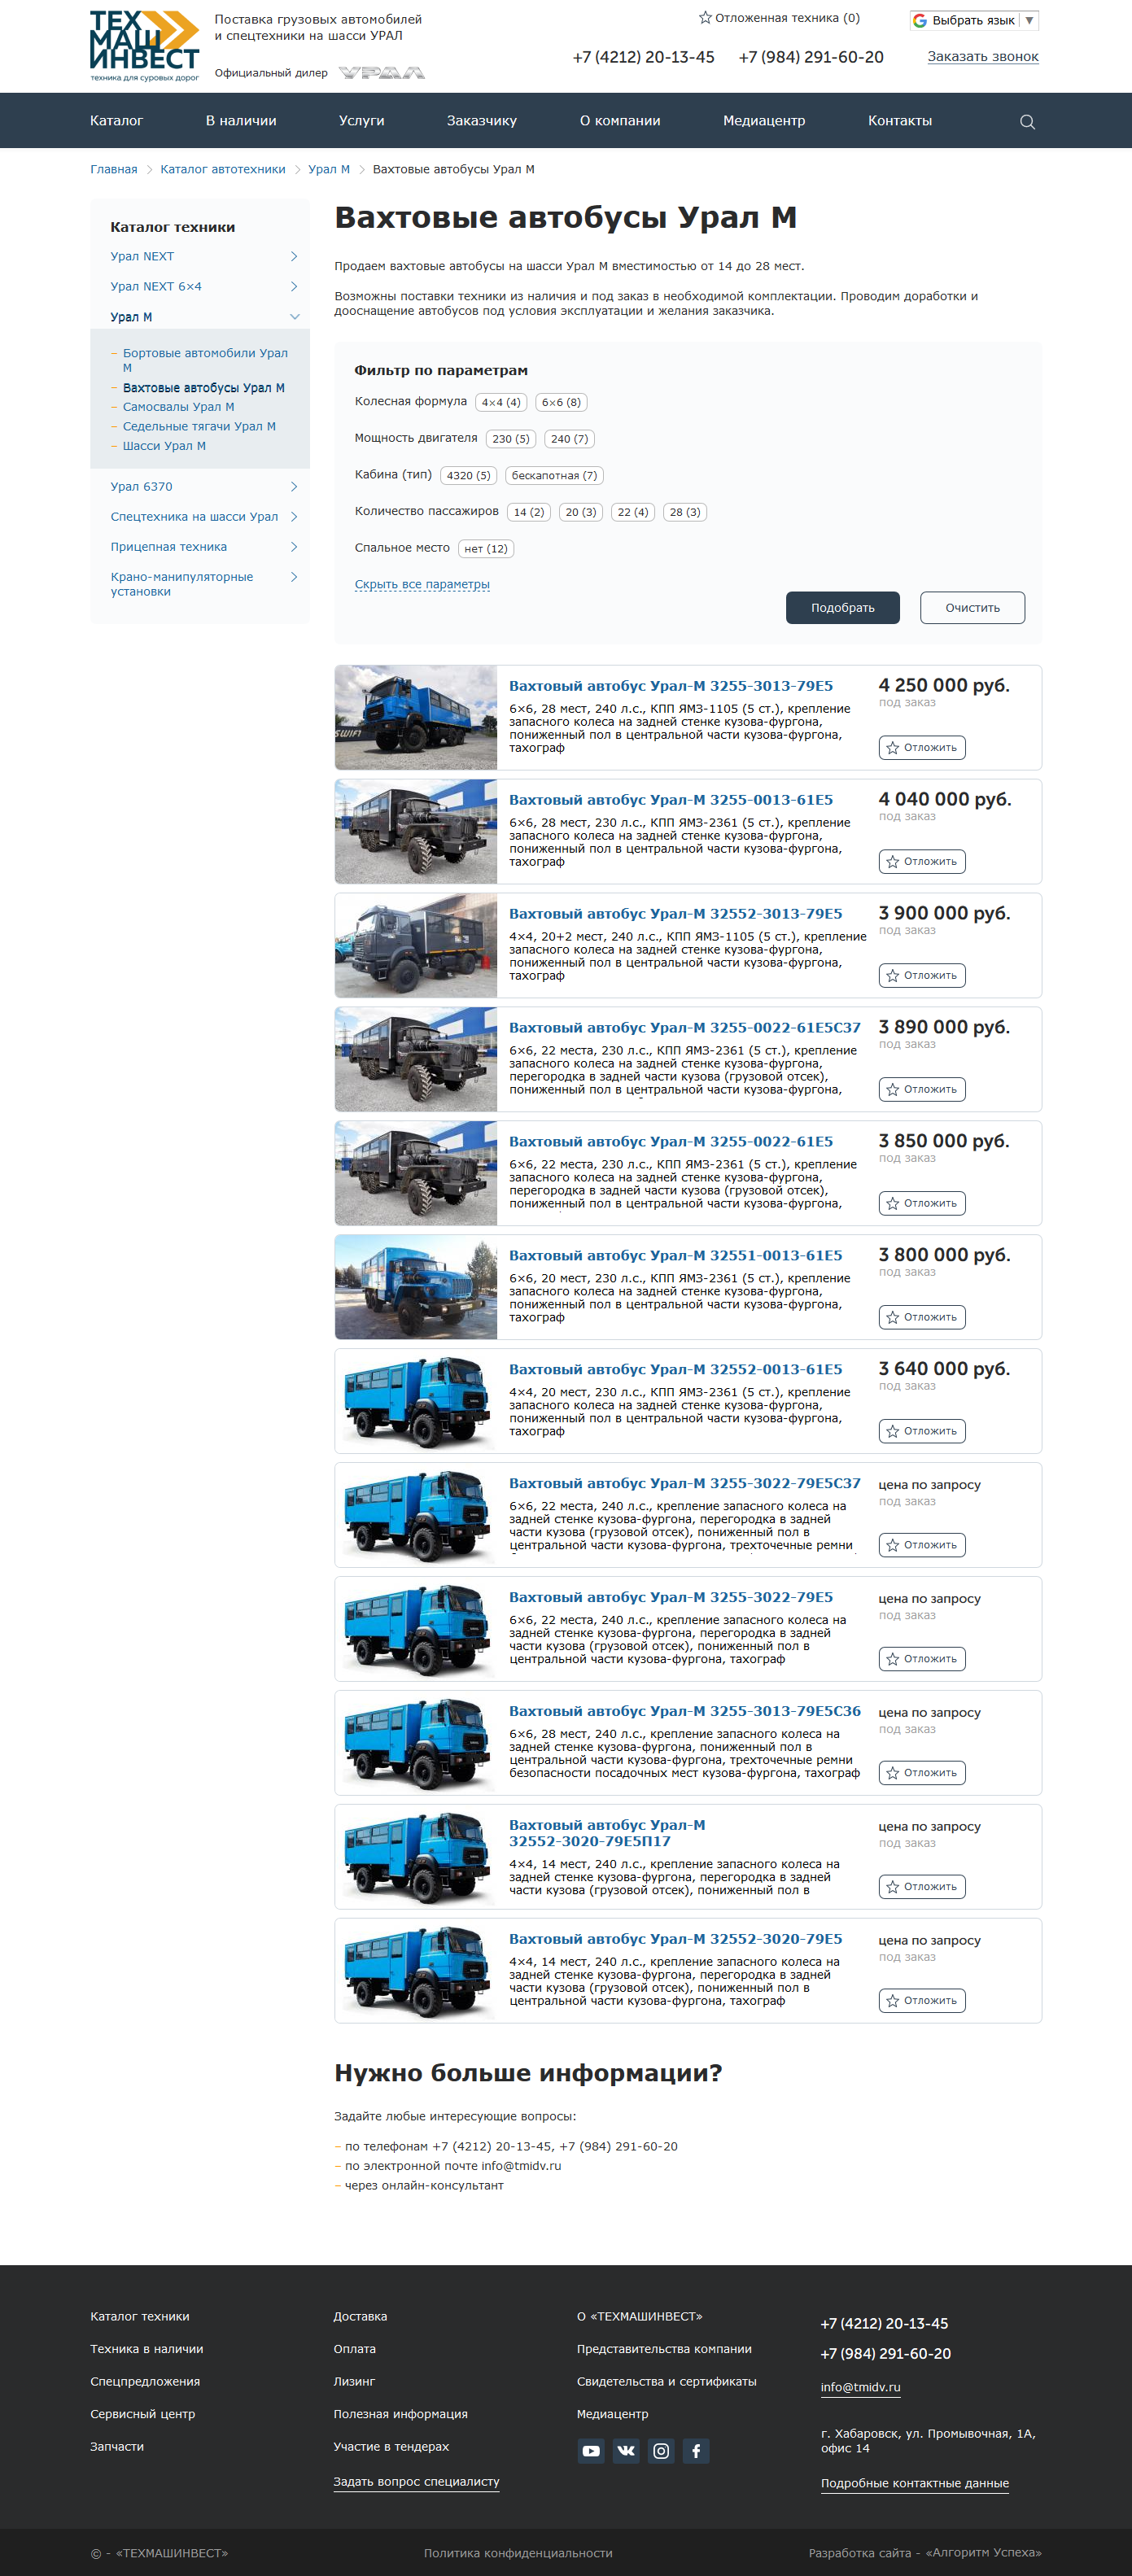 ТЕХ
МАШ
ИНВЕСТ
техника для суровых дорог
Поставка грузовых автомобилей
и спецтехники на шасси УРАЛ
Официальный дилер УРАЛ
Отложенная техника (0)
Выбрать язык ▼
+7 (4212) 20-13-45 +7 (984) 291-60-20
Заказать звонок
Каталог В наличии Услуги Заказчику О компании Медиацентр Контакты
Главная Каталог автотехники Урал М Вахтовые автобусы Урал М
Каталог техники
Урал NEXT
Урал NEXT 6×4
Урал М
– Бортовые автомобили Урал
М
– Вахтовые автобусы Урал М
– Самосвалы Урал М
– Седельные тягачи Урал М
– Шасси Урал М
Урал 6370
Спецтехника на шасси Урал
Прицепная техника
Крано-манипуляторные
установки
Вахтовые автобусы Урал М
Продаем вахтовые автобусы на шасси Урал М вместимостью от 14 до 28 мест.
Возможны поставки техники из наличия и под заказ в необходимой комплектации. Проводим доработки и
дооснащение автобусов под условия эксплуатации и желания заказчика.
Фильтр по параметрам
Колесная формула 4×4 (4) 6×6 (8)
Мощность двигателя 230 (5) 240 (7)
Кабина (тип) 4320 (5) бескапотная (7)
Количество пассажиров 14 (2) 20 (3) 22 (4) 28 (3)
Спальное место нет (12)
Скрыть все параметры
Подобрать Очистить
SWIFT
Вахтовый автобус Урал-М 3255-3013-79Е5
6×6, 28 мест, 240 л.с., КПП ЯМЗ-1105 (5 ст.), крепление
запасного колеса на задней стенке кузова-фургона,
пониженный пол в центральной части кузова-фургона,
тахограф
4 250 000 руб.
под заказ
Отложить
Вахтовый автобус Урал-М 3255-0013-61Е5
6×6, 28 мест, 230 л.с., КПП ЯМЗ-2361 (5 ст.), крепление
запасного колеса на задней стенке кузова-фургона,
пониженный пол в центральной части кузова-фургона,
тахограф
4 040 000 руб.
под заказ
Отложить
Вахтовый автобус Урал-М 32552-3013-79Е5
4×4, 20+2 мест, 240 л.с., КПП ЯМЗ-1105 (5 ст.), крепление
запасного колеса на задней стенке кузова-фургона,
пониженный пол в центральной части кузова-фургона,
тахограф
3 900 000 руб.
под заказ
Отложить
Вахтовый автобус Урал-М 3255-0022-61Е5С37
6×6, 22 места, 230 л.с., КПП ЯМЗ-2361 (5 ст.), крепление
запасного колеса на задней стенке кузова-фургона,
перегородка в задней части кузова (грузовой отсек),
пониженный пол в центральной части кузова-фургона,
3 890 000 руб.
под заказ
Отложить
Вахтовый автобус Урал-М 3255-0022-61Е5
6×6, 22 места, 230 л.с., КПП ЯМЗ-2361 (5 ст.), крепление
запасного колеса на задней стенке кузова-фургона,
перегородка в задней части кузова (грузовой отсек),
пониженный пол в центральной части кузова-фургона,
3 850 000 руб.
под заказ
Отложить
Вахтовый автобус Урал-М 32551-0013-61Е5
6×6, 20 мест, 230 л.с., КПП ЯМЗ-2361 (5 ст.), крепление
запасного колеса на задней стенке кузова-фургона,
пониженный пол в центральной части кузова-фургона,
тахограф
3 800 000 руб.
под заказ
Отложить
Вахтовый автобус Урал-М 32552-0013-61Е5
4×4, 20 мест, 230 л.с., КПП ЯМЗ-2361 (5 ст.), крепление
запасного колеса на задней стенке кузова-фургона,
пониженный пол в центральной части кузова-фургона,
тахограф
3 640 000 руб.
под заказ
Отложить
Вахтовый автобус Урал-М 3255-3022-79Е5С37
6×6, 22 места, 240 л.с., крепление запасного колеса на
задней стенке кузова-фургона, перегородка в задней
части кузова (грузовой отсек), пониженный пол в
центральной части кузова-фургона, трехточечные ремни
цена по запросу
под заказ
Отложить
Вахтовый автобус Урал-М 3255-3022-79Е5
6×6, 22 места, 240 л.с., крепление запасного колеса на
задней стенке кузова-фургона, перегородка в задней
части кузова (грузовой отсек), пониженный пол в
центральной части кузова-фургона, тахограф
цена по запросу
под заказ
Отложить
Вахтовый автобус Урал-М 3255-3013-79Е5С36
6×6, 28 мест, 240 л.с., крепление запасного колеса на
задней стенке кузова-фургона, пониженный пол в
центральной части кузова-фургона, трехточечные ремни
безопасности посадочных мест кузова-фургона, тахограф
цена по запросу
под заказ
Отложить
Вахтовый автобус Урал-М
32552-3020-79Е5П17
4×4, 14 мест, 240 л.с., крепление запасного колеса на
задней стенке кузова-фургона, перегородка в задней
части кузова (грузовой отсек), пониженный пол в
цена по запросу
под заказ
Отложить
Вахтовый автобус Урал-М 32552-3020-79Е5
4×4, 14 мест, 240 л.с., крепление запасного колеса на
задней стенке кузова-фургона, перегородка в задней
части кузова (грузовой отсек), пониженный пол в
центральной части кузова-фургона, тахограф
цена по запросу
под заказ
Отложить
Нужно больше информации?
Задайте любые интересующие вопросы:
– по телефонам +7 (4212) 20-13-45, +7 (984) 291-60-20
– по электронной почте info@tmidv.ru
– через онлайн-консультант
Каталог техники
Техника в наличии
Спецпредложения
Сервисный центр
Запчасти
Доставка
Оплата
Лизинг
Полезная информация
Участие в тендерах
Задать вопрос специалисту
О «ТЕХМАШИНВЕСТ»
Представительства компании
Свидетельства и сертификаты
Медиацентр
+7 (4212) 20-13-45
+7 (984) 291-60-20
info@tmidv.ru
г. Хабаровск, ул. Промывочная, 1А,
офис 14
Подробные контактные данные
© - «ТЕХМАШИНВЕСТ» Политика конфиденциальности Разработка сайта - «Алгоритм Успеха»